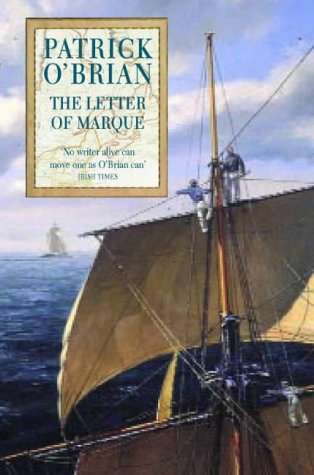 PATRICK
O'BRIAN
THE LETTER
OF MARQUE
'No writer alive can
move one as O'Brian can'
IRISH TIMES